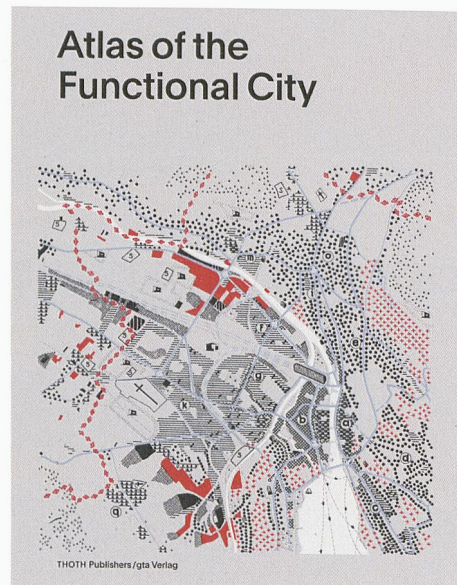 Atlas of the
Functional City
THOTH Publishers/gta Verlag